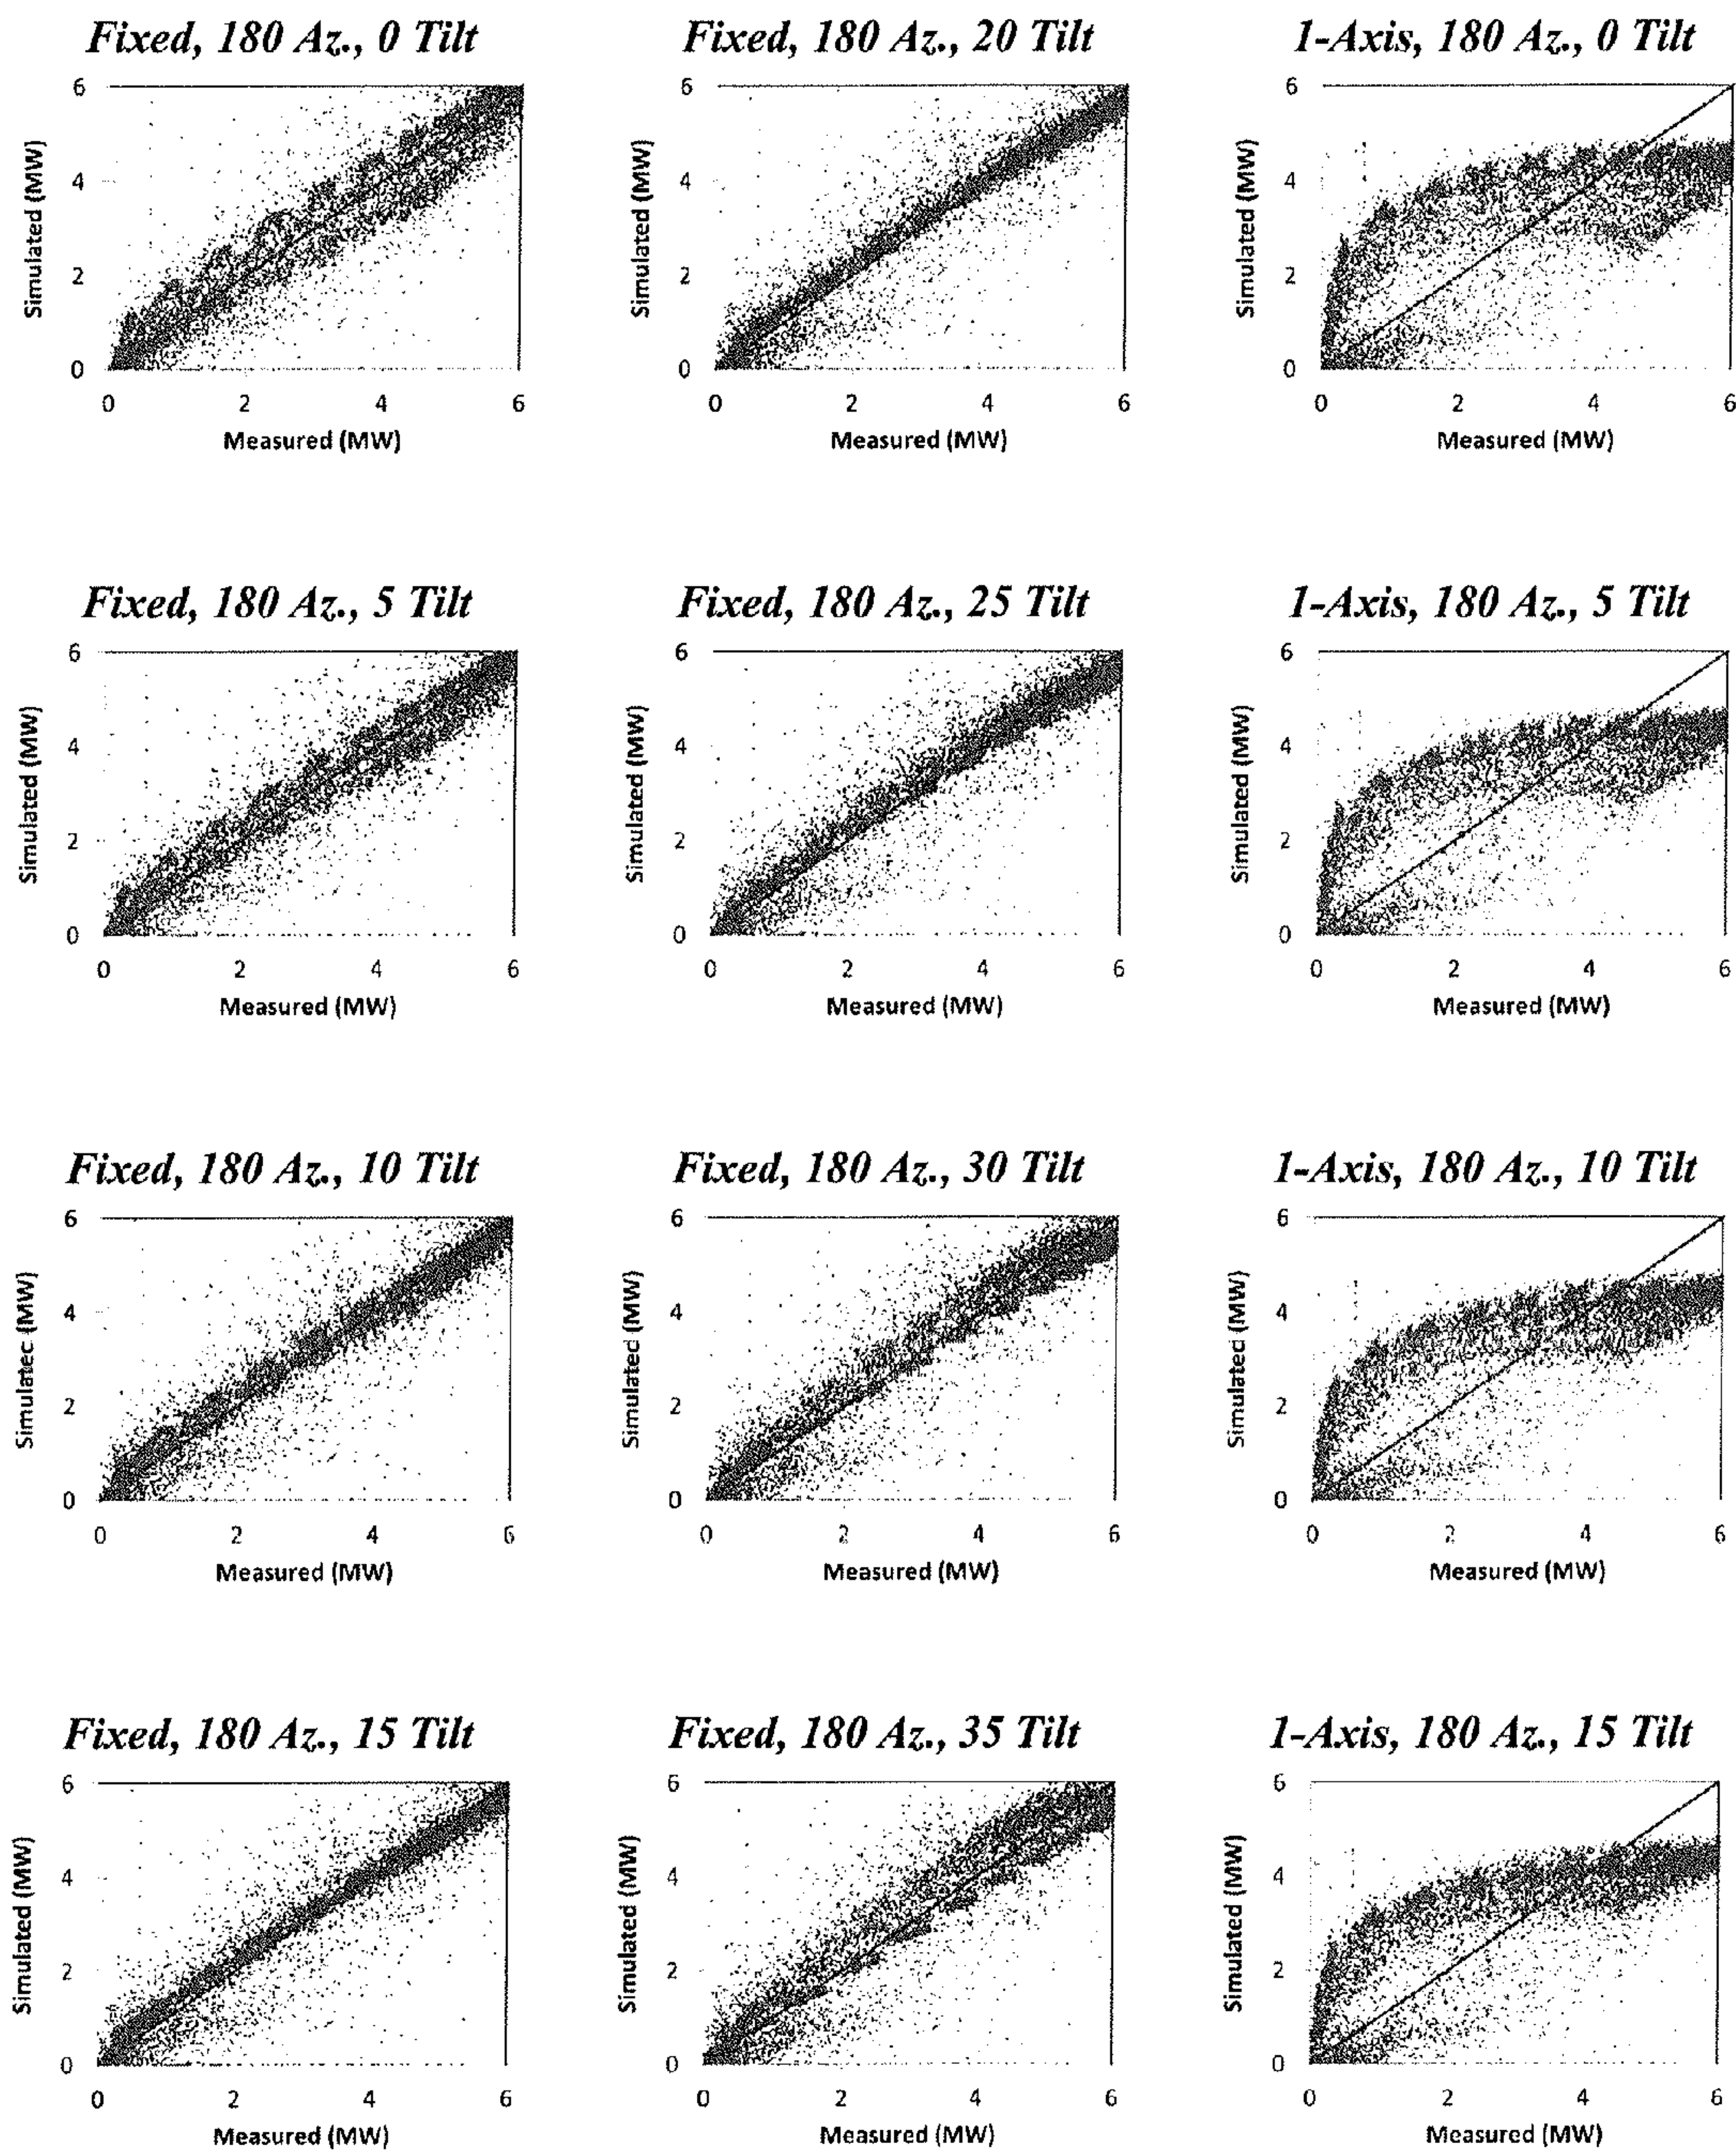 Fixed, 180 Az., 0 Tilt
6
4
2
0
Simulated (MW)
0 2 4 6
Measured (MW)
Fixed, 180 Az., 20 Tilt
6
4
2
0
Simulated (MW)
0 2 4 6
Measured (MW)
1-Axis, 180 Az., 0 Tilt
6
4
2
0
Simulated (MW)
0 2 4 6
Measured (MW)
Fixed, 180 Az., 5 Tilt
6
4
2
0
Simulated (MW)
0 2 4 6
Measured (MW)
Fixed, 180 Az., 25 Tilt
6
4
2
0
Simulated (MW)
0 2 4 6
Measured (MW)
1-Axis, 180 Az., 5 Tilt
6
4
2
0
Simulated (MW)
0 2 4 6
Measured (MW)
Fixed, 180 Az., 10 Tilt
6
4
2
0
Simulatec (MW)
0 2 4 6
Measured (MW)
Fixed, 180 Az., 30 Tilt
6
4
2
0
Simulated (MW)
0 2 4 6
Measured (MW)
1-Axis, 180 Az., 10 Tilt
6
4
2
0
Simulated (MW)
0 2 4 6
Measured (MW)
Fixed, 180 Az., 15 Tilt
6
4
2
0
Simulated (MW)
0 2 4 6
Measured (MW)
Fixed, 180 Az., 35 Tilt
6
4
2
0
Simulated (MW)
0 2 4 6
Measured (MW)
1-Axis, 180 Az., 15 Tilt
6
4
2
0
Simulated (MW)
0 2 4 6
Measured (MW)